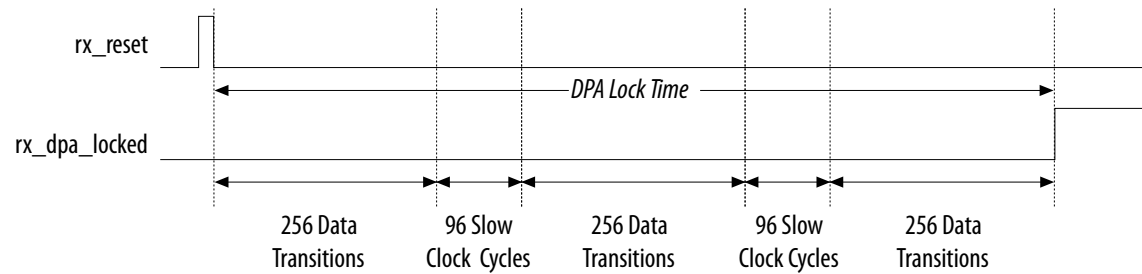 rx_reset
DPA Lock Time
rx_dpa_locked
256 Data
Transitions
96 Slow
Clock Cycles
256 Data
Transitions
96 Slow
Clock Cycles
256 Data
Transitions